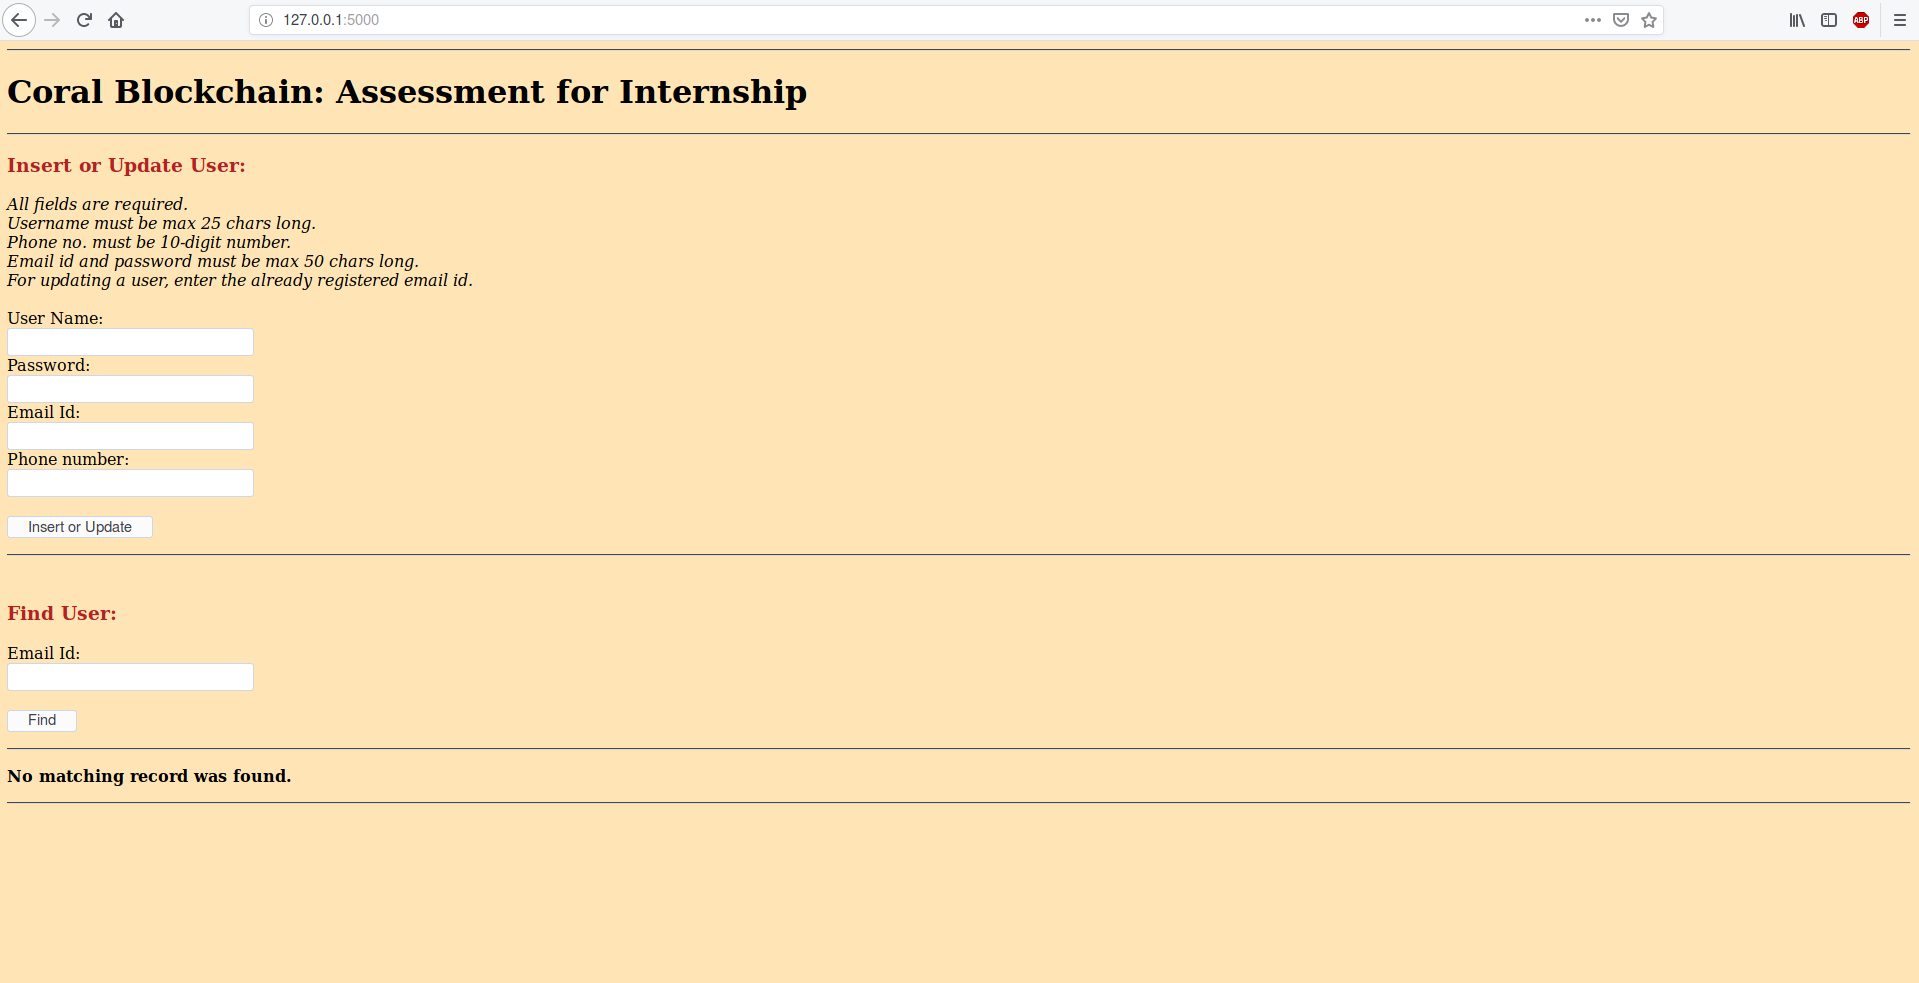 127.0.0.1:5000
ABP
Coral Blockchain: Assessment for Internship
Insert or Update User:
All fields are required.
Username must be max 25 chars long.
Phone no. must be 10-digit number.
Email id and password must be max 50 chars long.
For updating a user, enter the already registered email id.
User Name:
Password:
Email Id:
Phone number:
Insert or Update
Find User:
Email Id:
Find
No matching record was found.